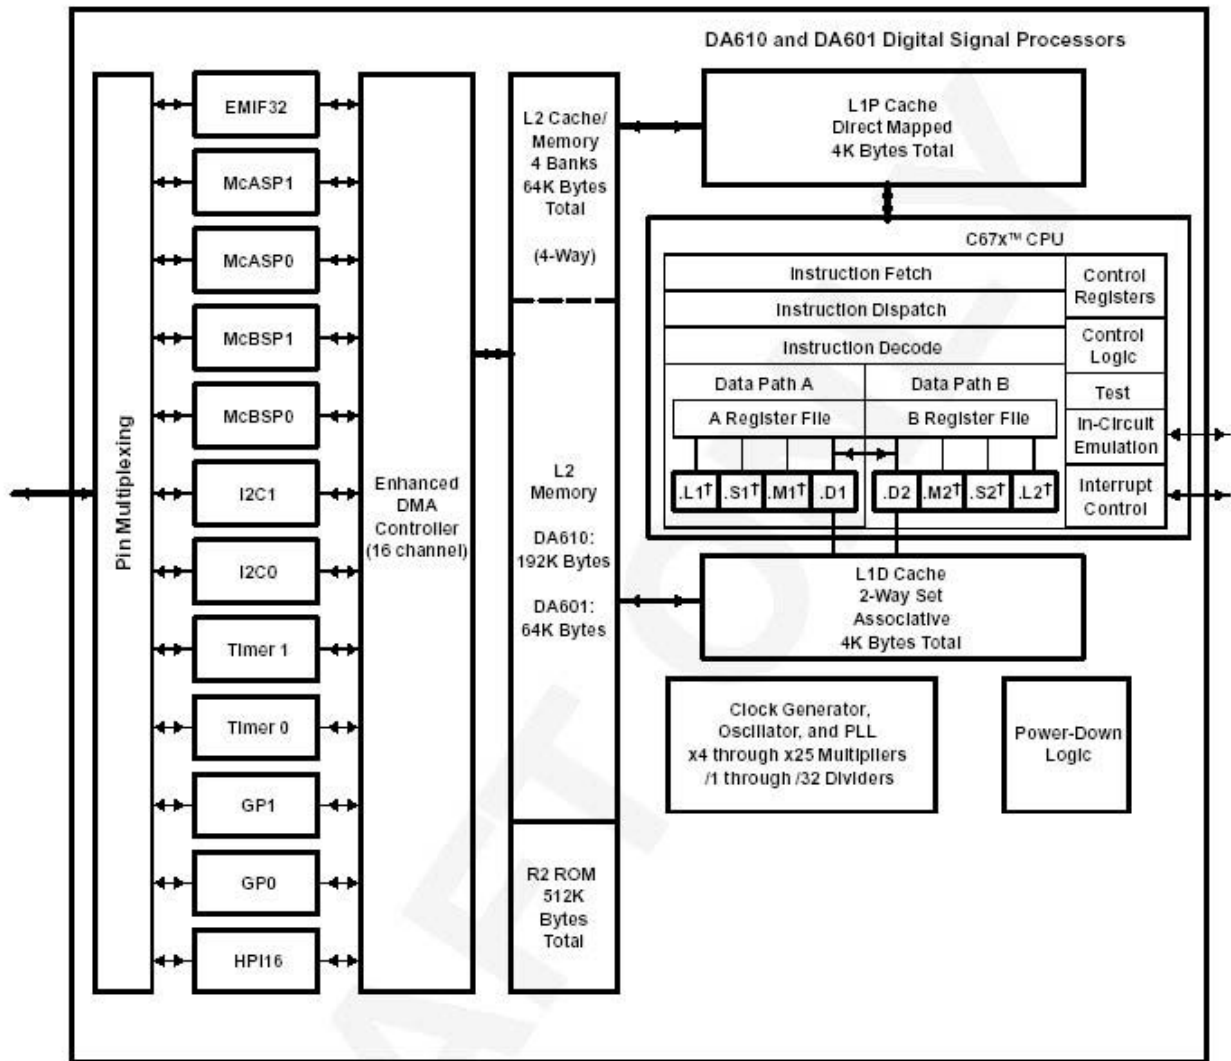 DA610 and DA601 Digital Signal Processors
Pin Multiplexing
EMIF32
McASP1
McASP0
McBSP1
McBSP0
I2C1
I2C0
Timer 1
Timer 0
GP1
GP0
HPI16
Enhanced
DMA
Controller
(16 channel)
L2 Cache/
Memory
4 Banks
64K Bytes
Total
(4-Way)
L2
Memory
DA610:
192K Bytes
DA601:
64K Bytes
R2 ROM
512K
Bytes
Total
L1P Cache
Direct Mapped
4K Bytes Total
C67x™ CPU
Instruction Fetch
Instruction Dispatch
Instruction Decode
Data Path A
Data Path B
A Register File
B Register File
.L1† .S1† .M1† .D1
.D2 .M2† .S2† .L2†
Control
Registers
Control
Logic
Test
In-Circuit
Emulation
Interrupt
Control
L1D Cache
2-Way Set
Associative
4K Bytes Total
Clock Generator,
Oscillator, and PLL
x4 through x25 Multipliers
/1 through /32 Dividers
Power-Down
Logic